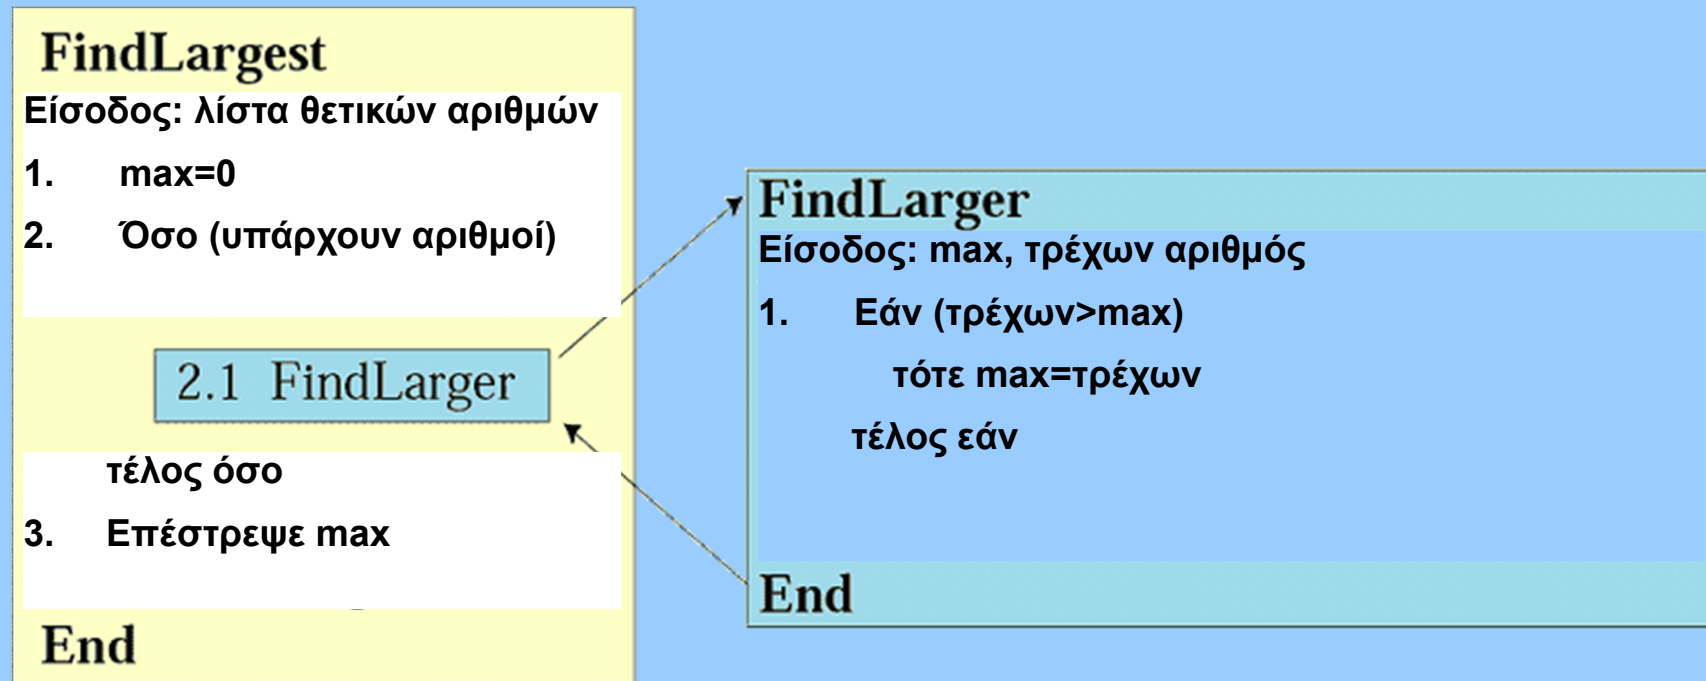 FindLargest
Είσοδος: λίστα θετικών αριθμών
1. max=0
2. Όσο (υπάρχουν αριθμοί)
2.1 FindLarger
τέλος όσο
3. Επέστρεψε max
End
FindLarger
Είσοδος: max, τρέχων αριθμός
1. Εάν (τρέχων>max)
τότε max=τρέχων
τέλος εάν
End